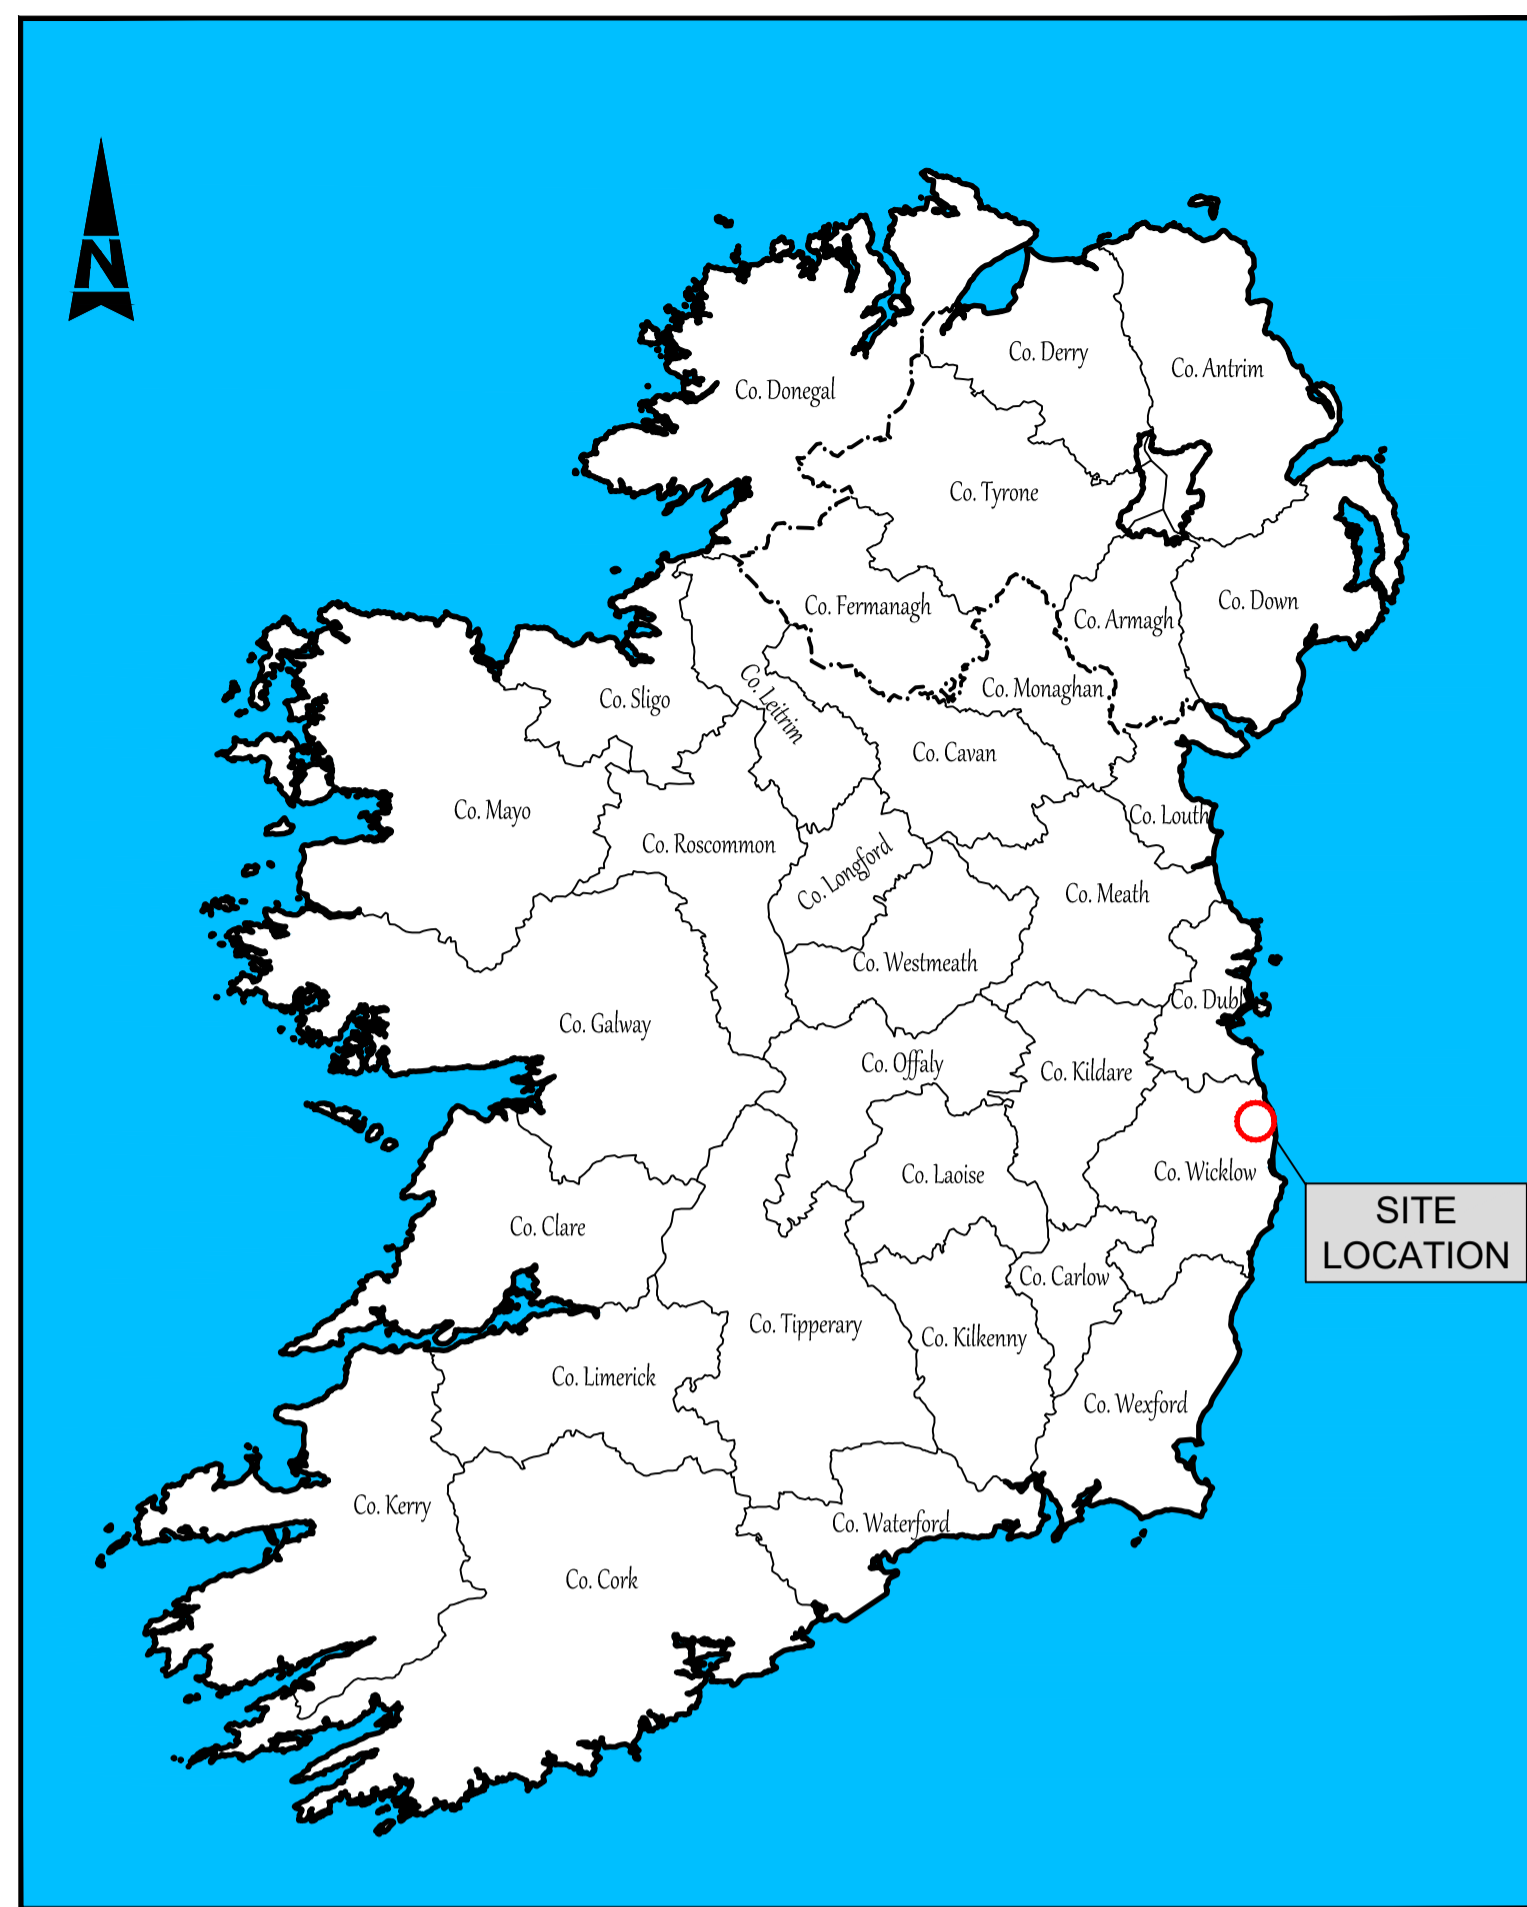 N
Co. Derry
Co. Antrim
Co. Donegal
Co. Tyrone
Co. Fermanagh
Co. Down
Co. Armagh
Co. Monaghan
Co. Sligo
Co. Leitrim
Co. Cavan
Co. Mayo
Co. Louth
Co. Roscommon
Co. Longford
Co. Meath
Co. Westmeath
Co. Dubl
Co. Galway
Co. Offaly
Co. Kildare
Co. Laoise
Co. Wicklow
SITE
LOCATION
Co. Clare
Co. Carlow
Co. Tipperary
Co. Kilkenny
Co. Limerick
Co. Wexford
Co. Kerry
Co. Waterford
Co. Cork